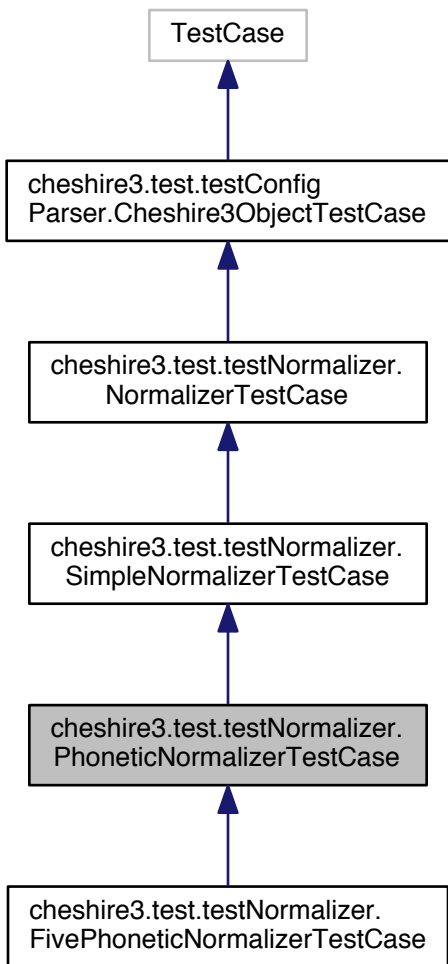 TestCase
cheshire3.test.testConfig
Parser.Cheshire3ObjectTestCase
cheshire3.test.testNormalizer.
NormalizerTestCase
cheshire3.test.testNormalizer.
SimpleNormalizerTestCase
cheshire3.test.testNormalizer.
PhoneticNormalizerTestCase
cheshire3.test.testNormalizer.
FivePhoneticNormalizerTestCase